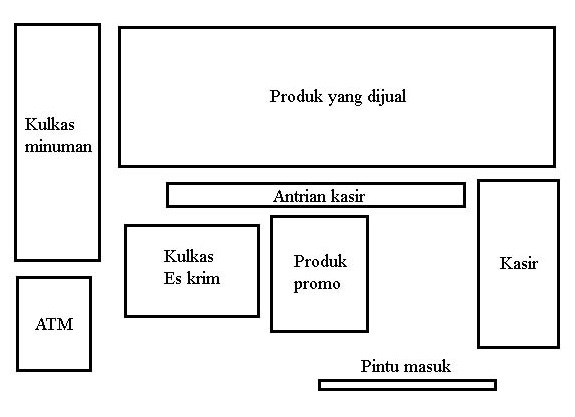 Produk yang dijual
Kulkas
minuman
Antrian kasir
Kulkas
Es krim
Produk
promo
Kasir
ATM
Pintu masuk